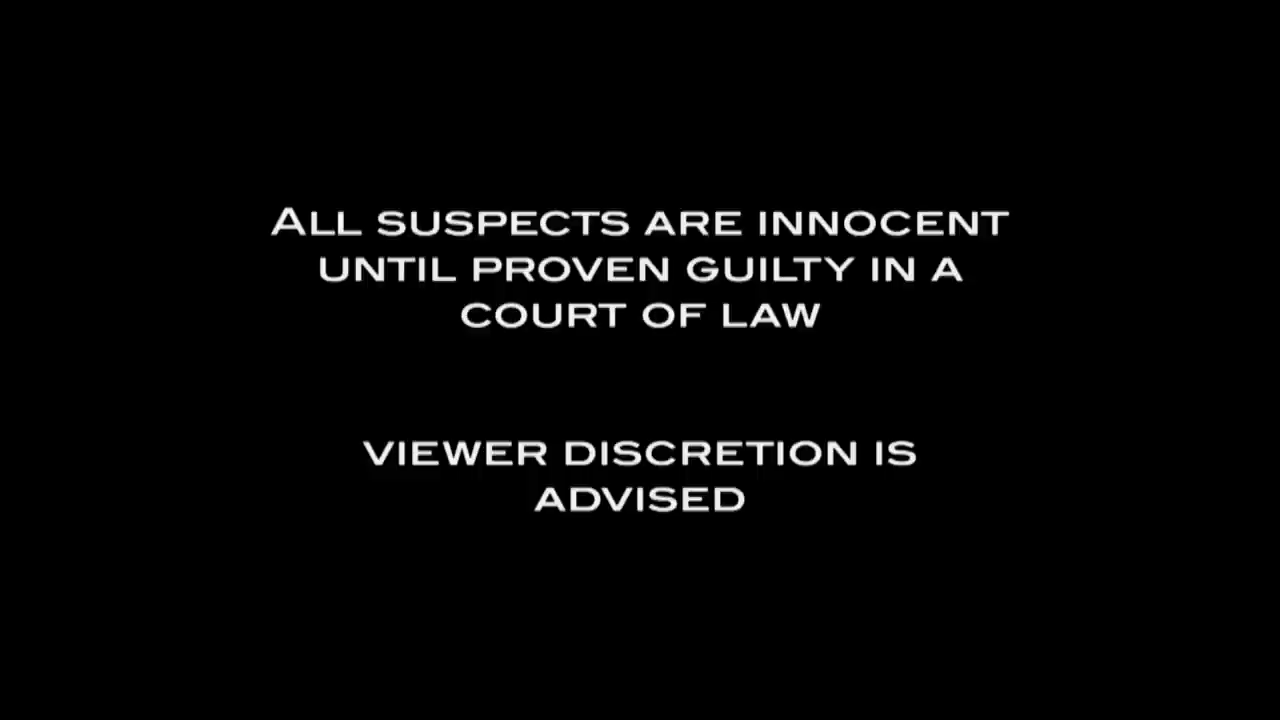 ALL SUSPECTS ARE INNOCENT
UNTIL PROVEN GUILTY IN A
COURT OF LAW
VIEWER DISCRETION IS
ADVISED